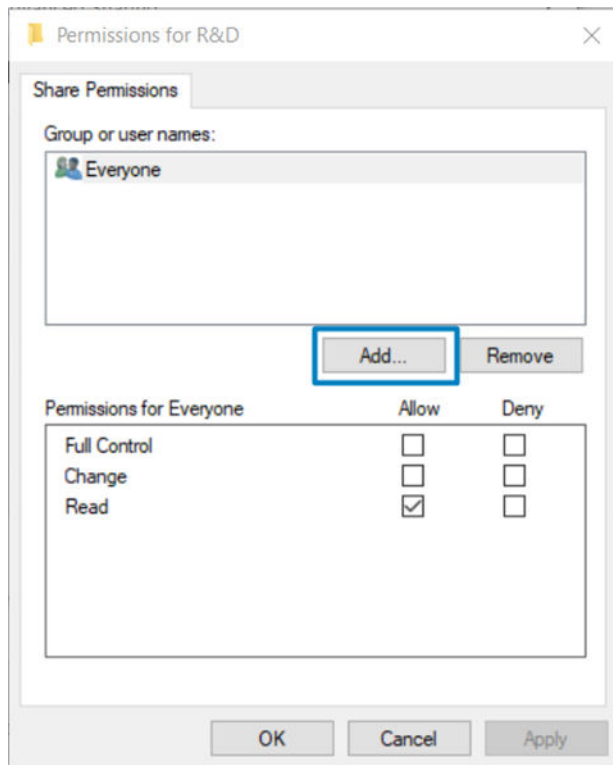 Permissions for R&D
Share Permissions
Group or user names:
Everyone
Add... Remove
Permissions for Everyone Allow Deny
Full Control
Change
Read
OK Cancel Apply